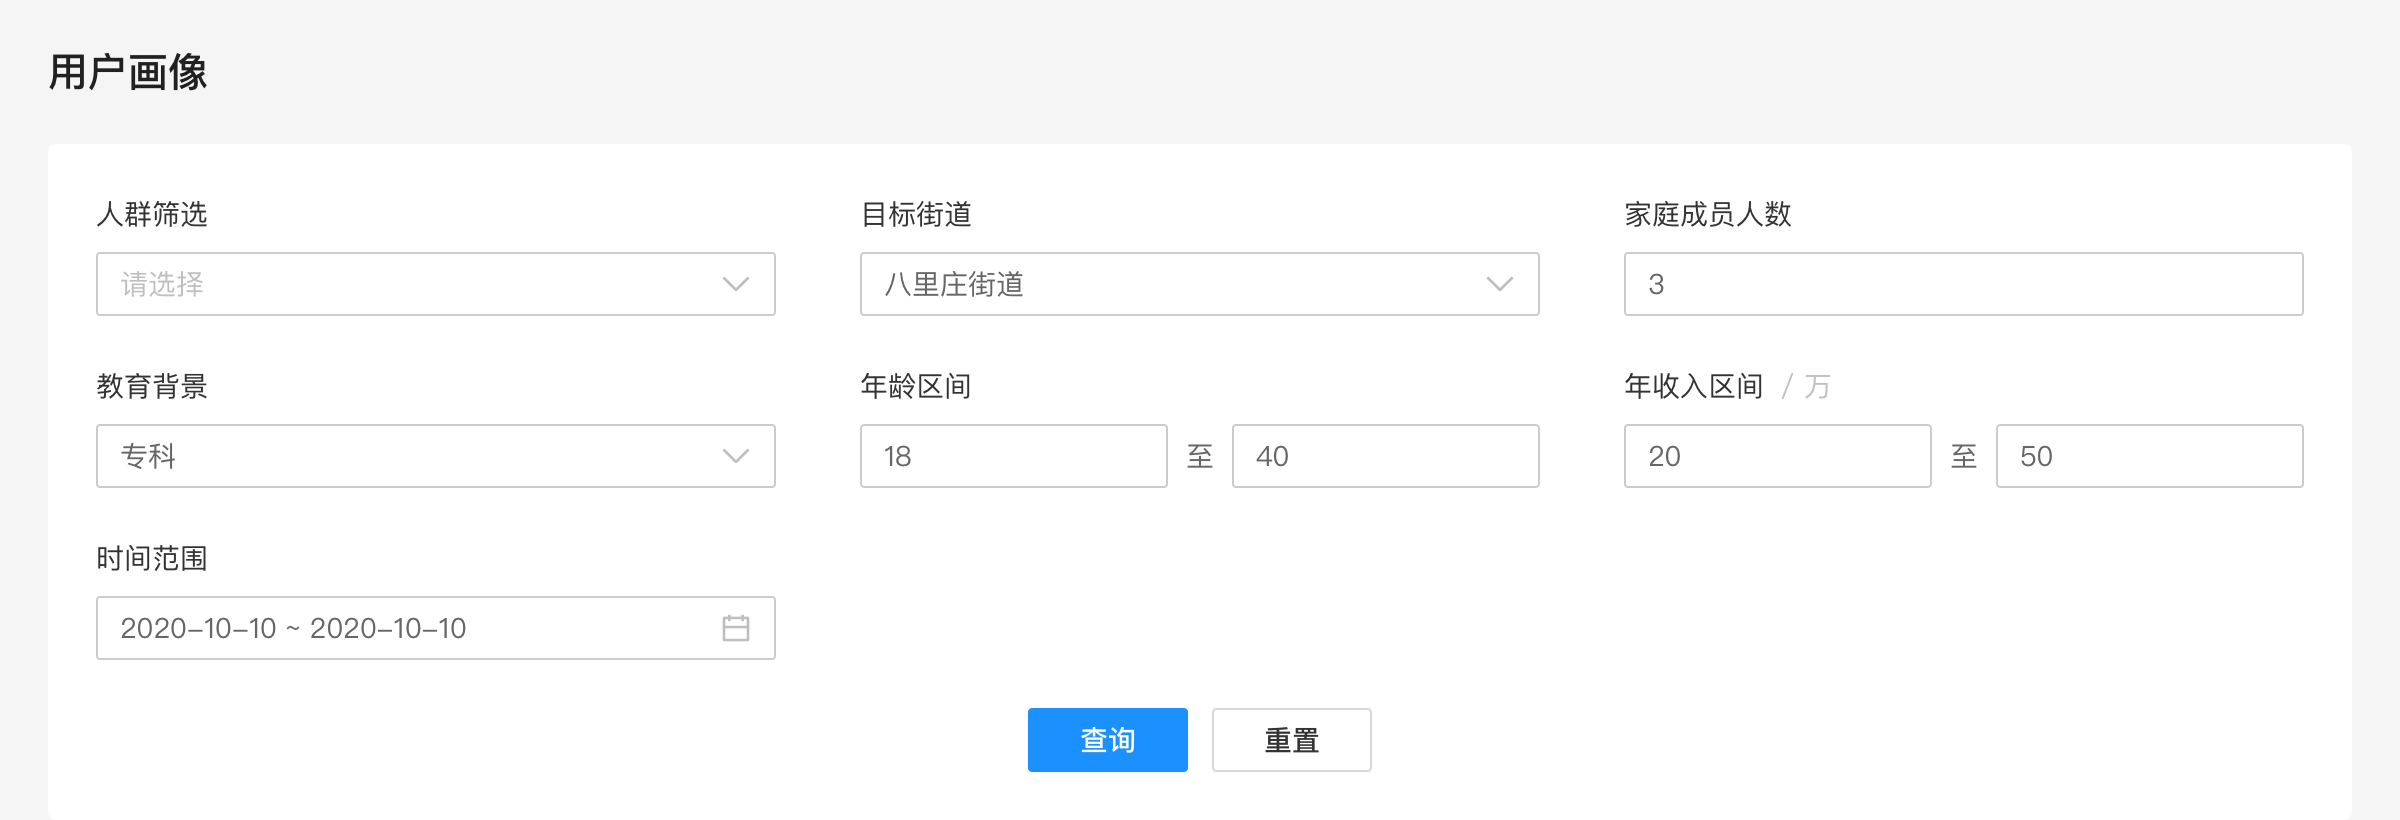 用户画像
人群筛选
请选择
目标街道
八里庄街道
家庭成员人数
3
教育背景
专科
年龄区间
18 至 40
年收入区间 / 万
20 至 50
时间范围
2020-10-10 ~ 2020-10-10
查询
重置